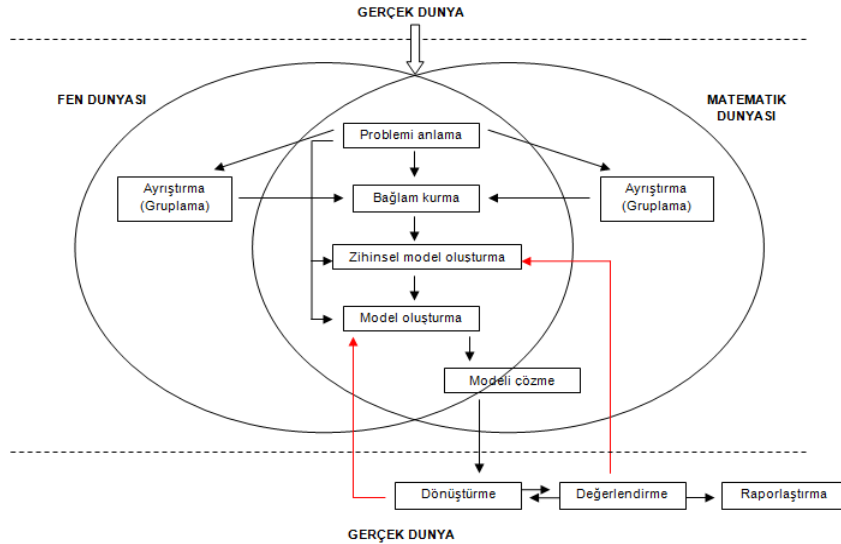 GERÇEK DUNYA
FEN DUNYASI
MATEMATIK
DUNYASI
Problemi anlama
Ayrıştırma
(Gruplama)
Bağlam kurma
Ayrıştırma
(Gruplama)
Zihinsel model oluşturma
Model oluşturma
Modeli çözme
Dönüştürme
Değerlendirme
Raporlaştırma
GERÇEK DUNYA